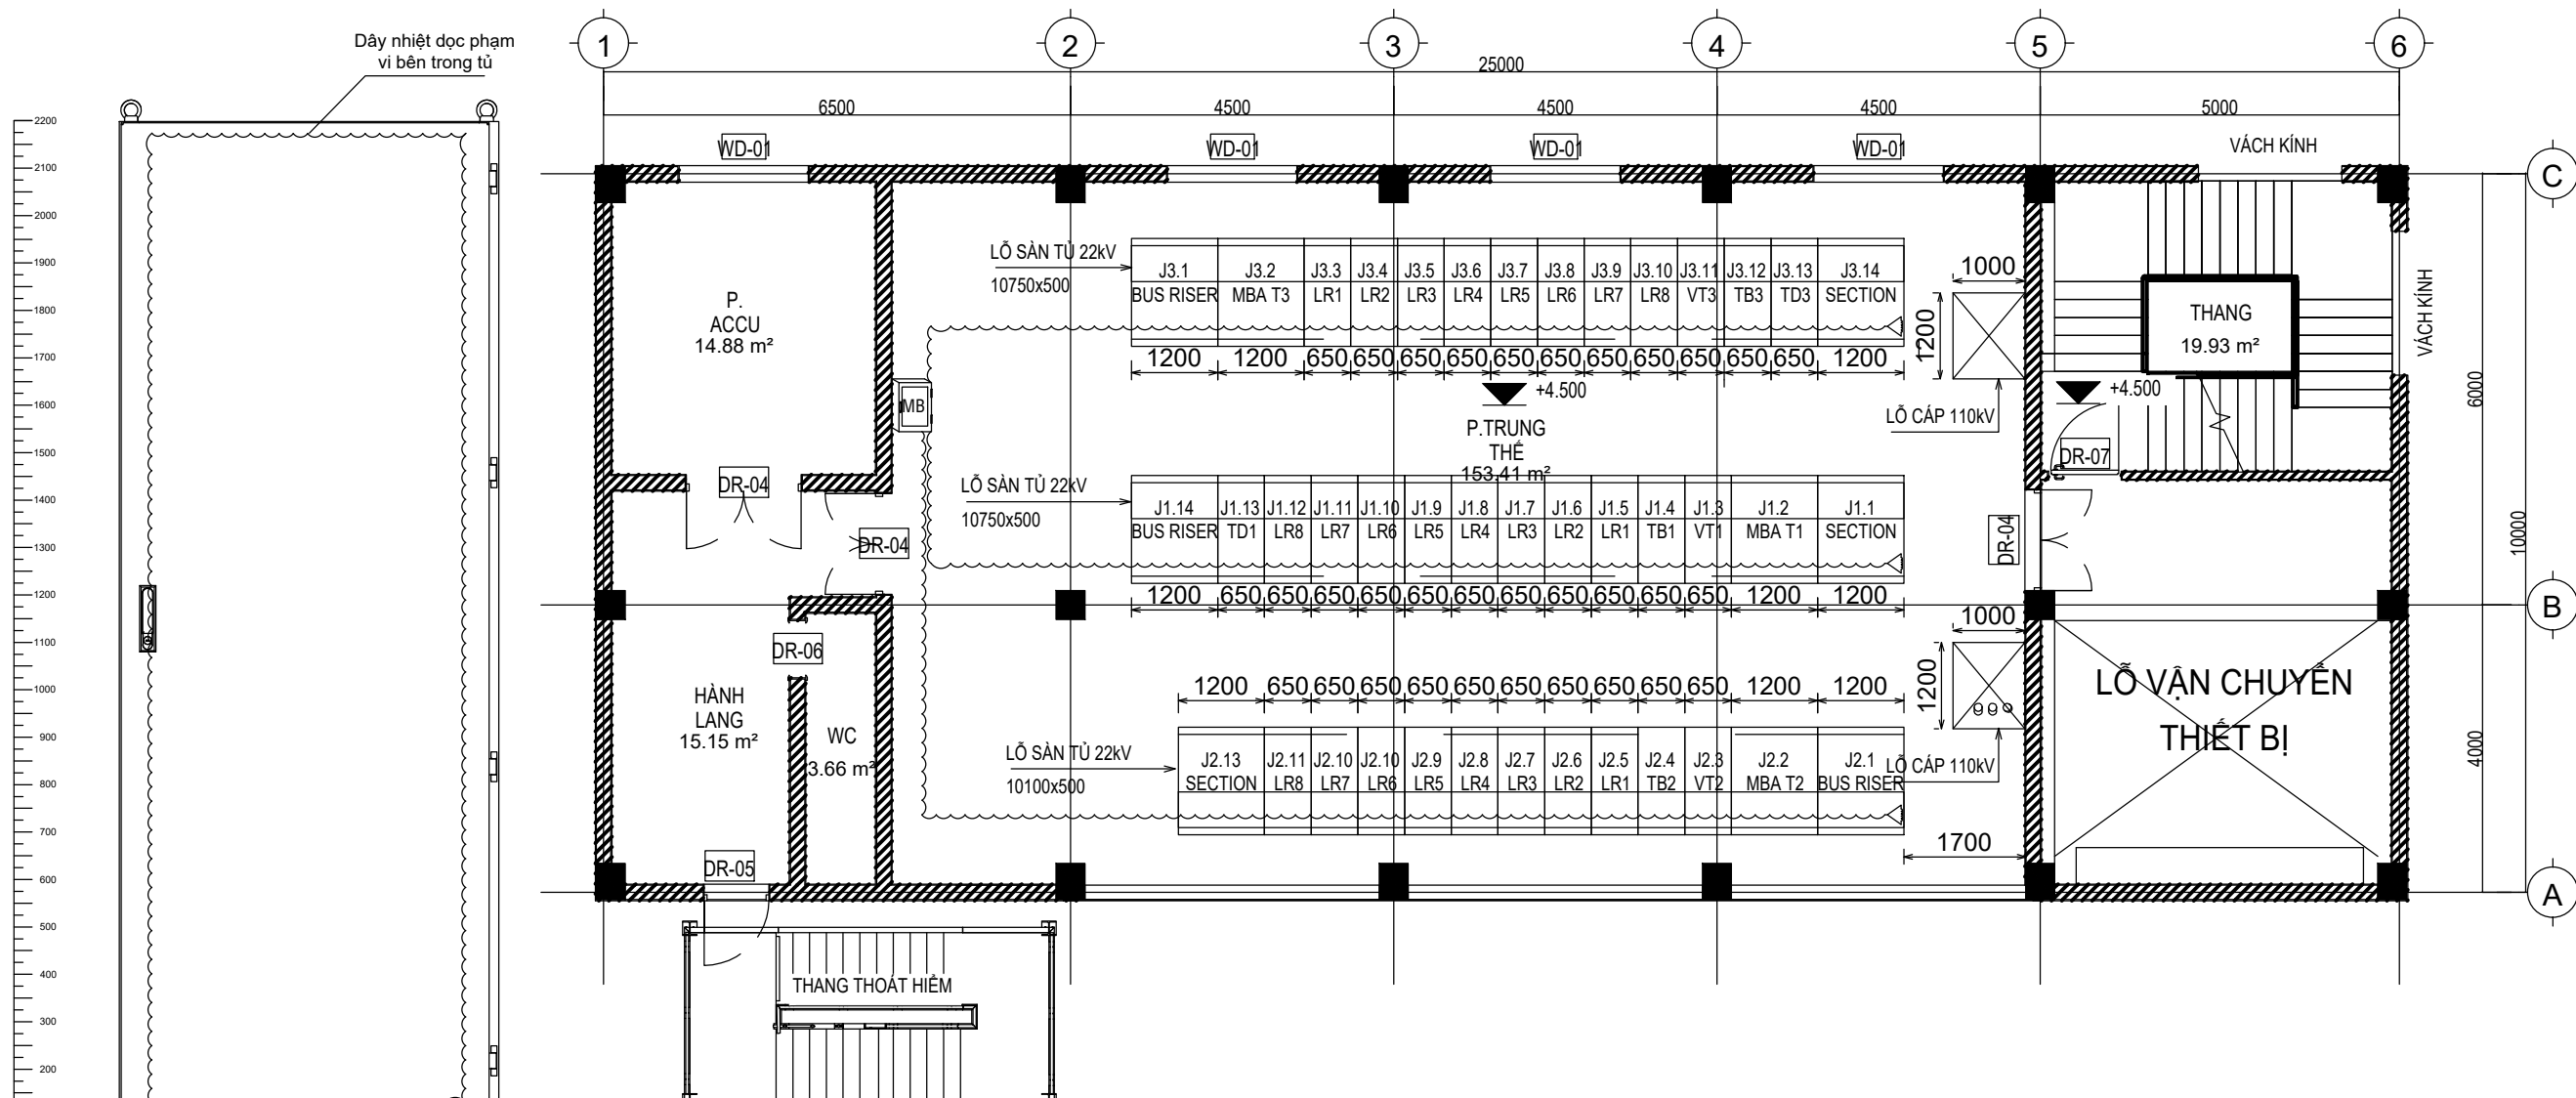 Dây nhiệt dọc phạm
vi bên trong tủ
2200
2100
2000
1900
1800
1700
1600
1500
1400
1300
1200
1100
1000
900
800
700
600
500
400
300
200
1 2 3 4 5 6
25000
6500 4500 4500 4500 5000
WD-01 WD-01 WD-01 WD-01 VÁCH KÍNH
C
LỖ SÀN TỦ 22kV
10750x500
J3.1 J3.2 J3.3 J3.4 J3.5 J3.6 J3.7 J3.8 J3.9 J3.10 J3.11 J3.12 J3.13 J3.14
BUS RISER MBA T3 LR1 LR2 LR3 LR4 LR5 LR6 LR7 LR8 VT3 TB3 TD3 SECTION
1200 1200 650 650 650 650 650 650 650 650 650 650 650 1200
1000
1200
LỖ CÁP 110kV
P.
ACCU
14.88 m²
MB
THANG
19.93 m²
VÁCH KÍNH
+4.500
+4.500
P.TRUNG
THẾ
153.41 m²
6000
10000
DR-07
DR-04
DR-04
DR-04
LỖ SÀN TỦ 22kV
10750x500
J1.14 J1.13 J1.12 J1.11 J1.10 J1.9 J1.8 J1.7 J1.6 J1.5 J1.4 J1.3 J1.2 J1.1
BUS RISER TD1 LR8 LR7 LR6 LR5 LR4 LR3 LR2 LR1 TB1 VT1 MBA T1 SECTION
1200 650 650 650 650 650 650 650 650 650 650 650 1200 1200
B
1000
1200
DR-06
HÀNH
LANG
15.15 m²
WC
3.66 m²
1200 650 650 650 650 650 650 650 650 650 650 1200 1200
LỖ SÀN TỦ 22kV
10100x500
J2.13 J2.11 J2.10 J2.10 J2.9 J2.8 J2.7 J2.6 J2.5 J2.4 J2.3 J2.2 J2.1
SECTION LR8 LR7 LR6 LR5 LR4 LR3 LR2 LR1 TB2 VT2 MBA T2 BUS RISER
LỖ CÁP 110kV
LỖ VẬN CHUYỂN
THIẾT BỊ
4000
1700
DR-05
A
THANG THOÁT HIỂM